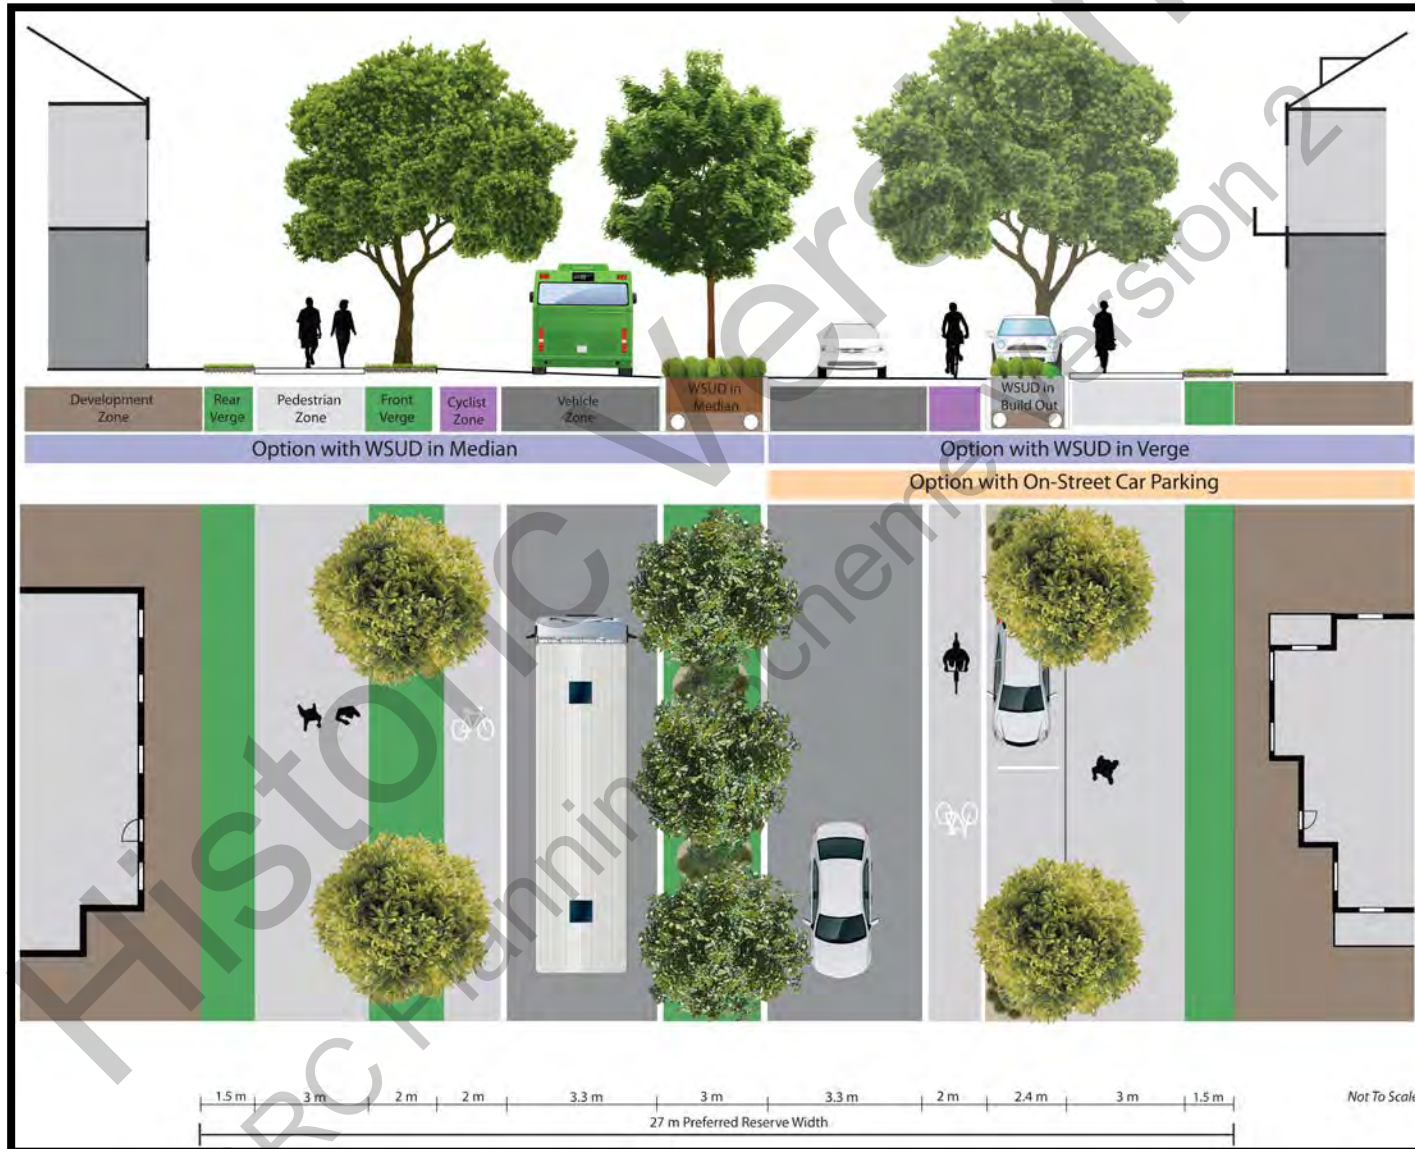 Development
Zone
Rear
Verge
Pedestrian
Zone
Front
Verge
Cyclist
Zone
Vehicle
Zone
WSUD in
Median
WSUD in
Build Out
Option with WSUD in Median
Option with WSUD in Verge
Option with On-Street Car Parking
1.5 m
3 m
2 m
2 m
3.3 m
3 m
3.3 m
2 m
2.4 m
3 m
1.5 m
Not To Scale
27 m Preferred Reserve Width
Historic Version
RC Planning Scheme Version 2